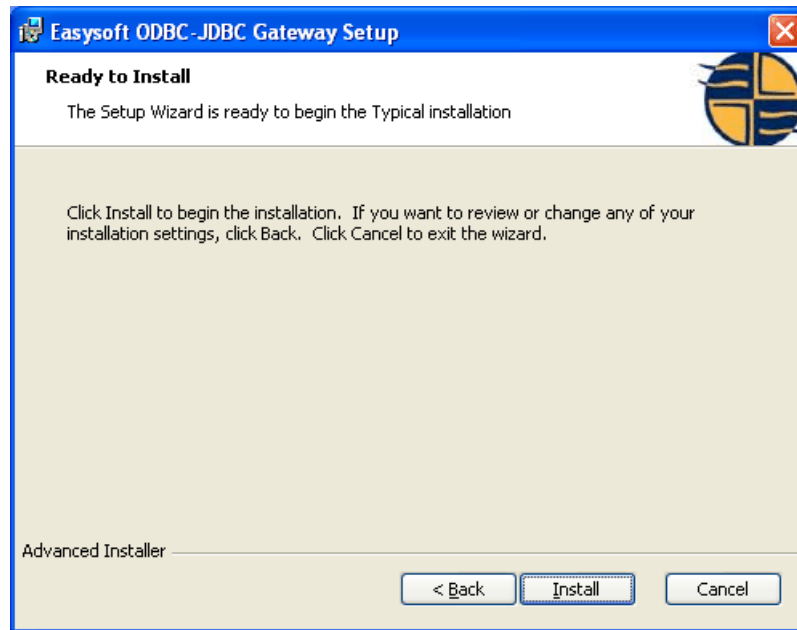 Easysoft ODBC-JDBC Gateway Setup
Ready to Install
The Setup Wizard is ready to begin the Typical installation
Click Install to begin the installation. If you want to review or change any of your
installation settings, click Back. Click Cancel to exit the wizard.
Advanced Installer
< Back Install Cancel